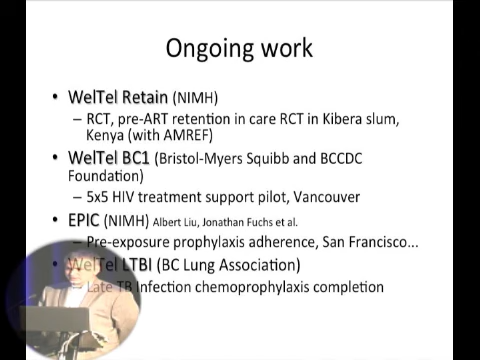 Ongoing work
• WelTel Retain (NIMH)
– RCT, pre-ART retention in care RCT in Kibera slum,
Kenya (with AMREF)
• WelTel BC1 (Bristol-Myers Squibb and BCCDC
Foundation)
– 5x5 HIV treatment support pilot, Vancouver
• EPIC (NIMH) Albert Liu, Jonathan Fuchs et al.
– Pre-exposure prophylaxis adherence, San Francisco...
• WelTel LTBI (BC Lung Association)
– Late TB Infection chemoprophylaxis completion